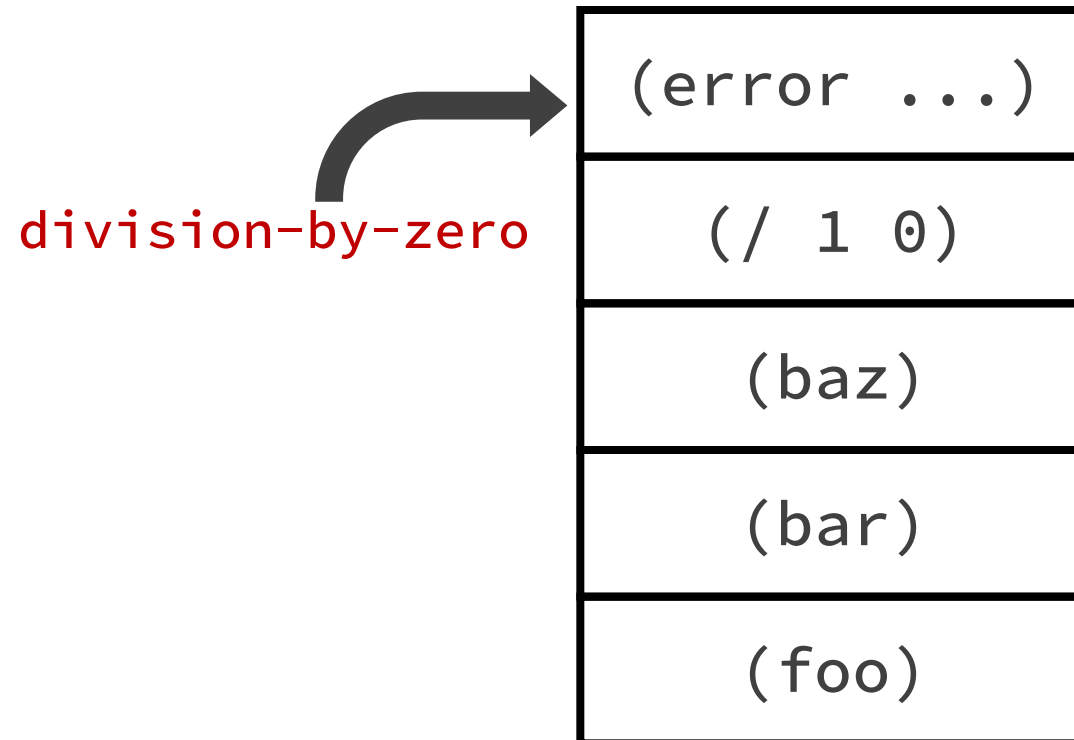 (error ...)
division-by-zero
(/ 1 0)
(baz)
(bar)
(foo)